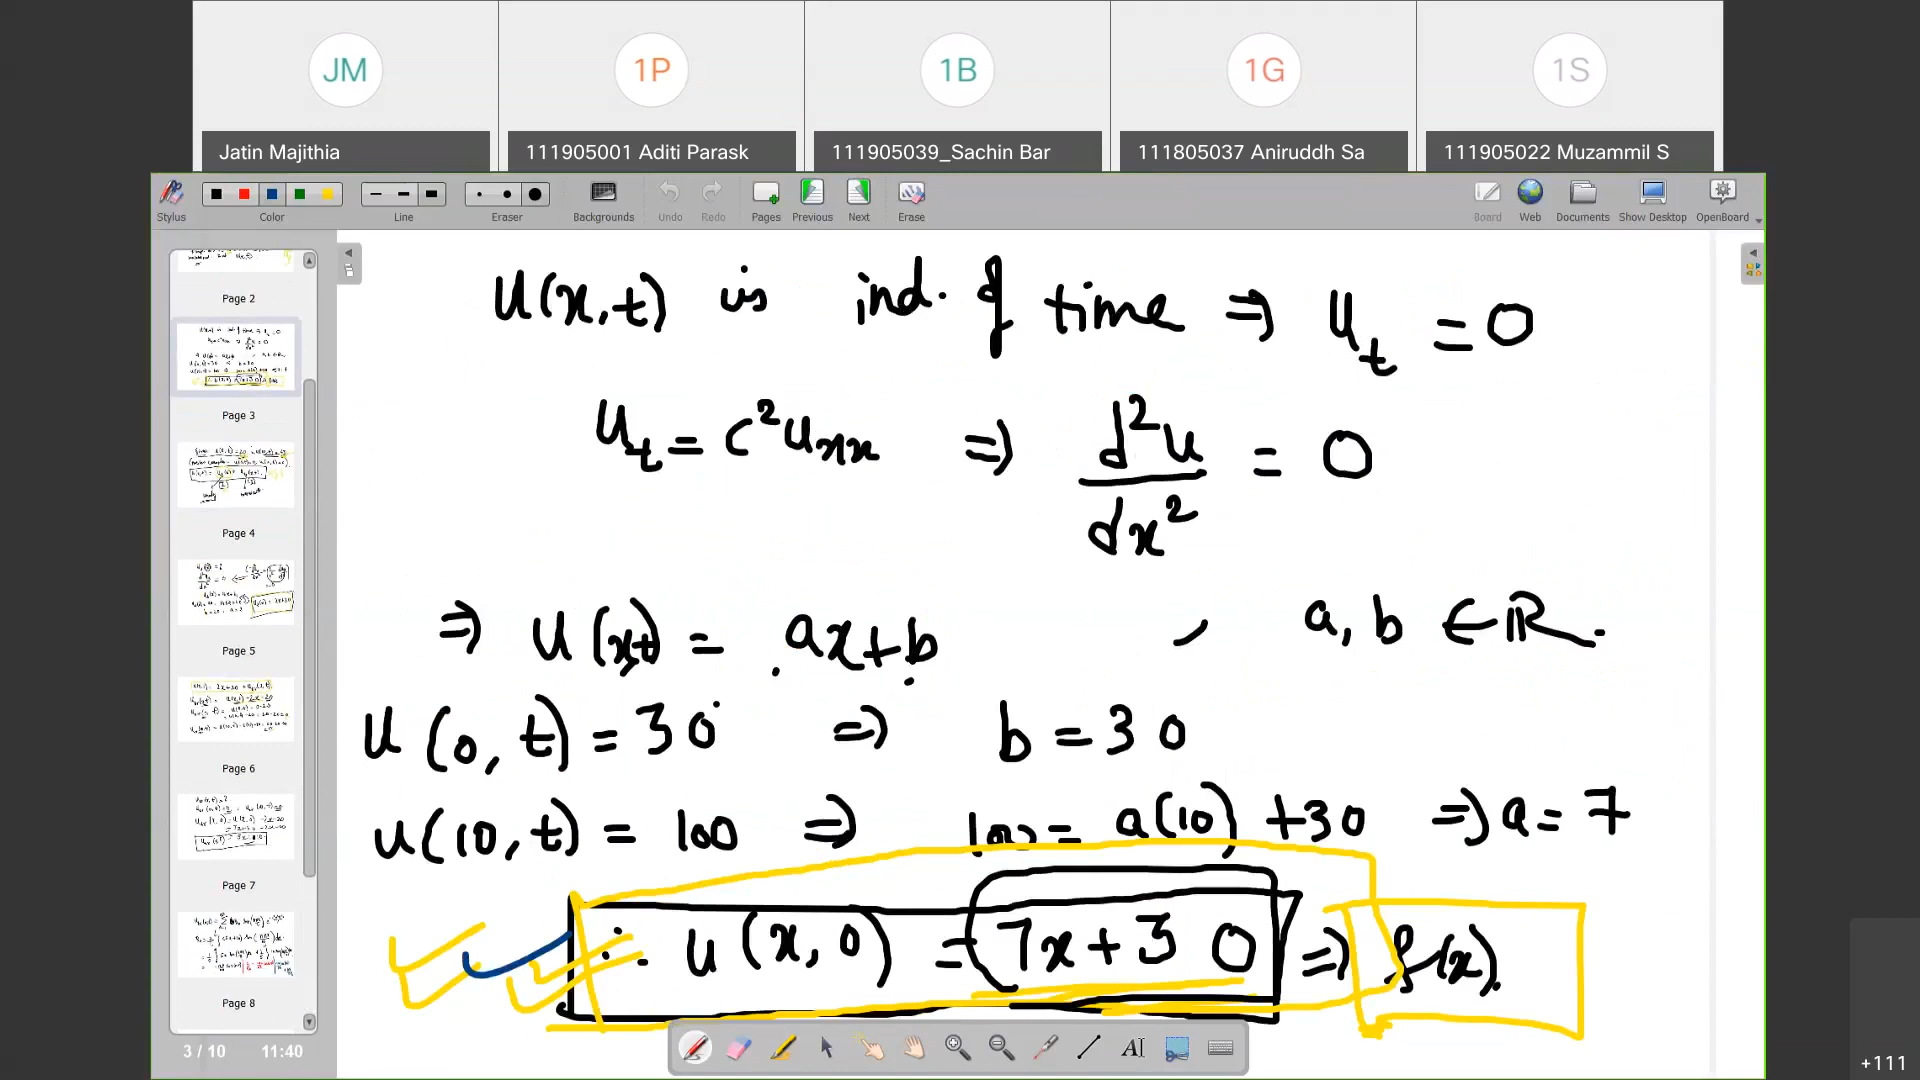 JM
1P
1B
1G
1S
Jatin Majithia
111905001 Aditi Parask
111905039_Sachin Bar
111805037 Aniruddh Sa
111905022 Muzammil S
Stylus
Color
Line
Eraser
Backgrounds
Undo
Redo
Pages
Previous
Next
Erase
Board
Web
Documents
Show Desktop
OpenBoard
Page 2
Page 3
Page 4
Page 5
Page 6
Page 7
Page 8
3 / 10 11:40
u(x,t) is ind. of time ⇒ u_t = 0
u_t = c²u_xx ⇒ d²u/dx² = 0
⇒ u(x,t) = ax+b , a, b ∈ ℝ.
u(0, t) = 30 ⇒ b = 30
u(10, t) = 100 ⇒ 100 = a(10) + 30 ⇒ a = 7
∴ u(x, 0) = 7x+30 ⇒ f(x).
AI
+111